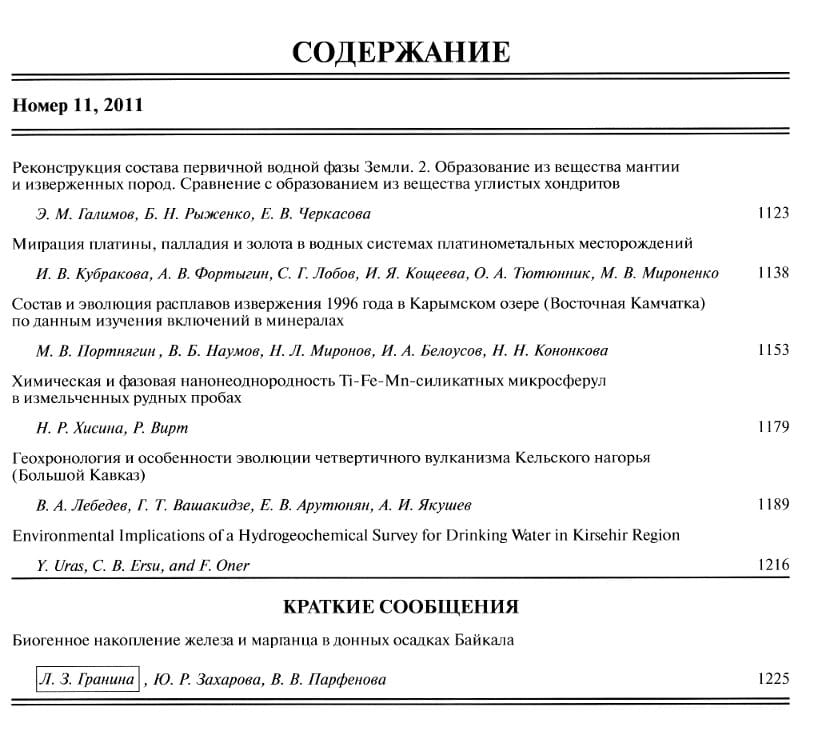 СОДЕРЖАНИЕ
Номер 11, 2011
Реконструкция состава первичной водной фазы Земли. 2. Образование из вещества мантии
и изверженных пород. Сравнение с образованием из вещества углистых хондритов
Э. М. Галимов, Б. Н. Рыженко, Е. В. Черкасова 1123
Миграция платины, палладия и золота в водных системах платинометальных месторождений
И. В. Кубракова, А. В. Фортыгин, С. Г. Лобов, И. Я. Кощеева, О. А. Тютюнник, М. В. Мироненко 1138
Состав и эволюция расплавов извержения 1996 года в Карымском озере (Восточная Камчатка)
по данным изучения включений в минералах
М. В. Портнягин, В. Б. Наумов, Н. Л. Миронов, И. А. Белоусов, Н. Н. Кононкова 1153
Химическая и фазовая нанонеоднородность Ti-Fe-Mn-силикатных микросферул
в измельченных рудных пробах
Н. Р. Хисина, Р. Вирт 1179
Геохронология и особенности эволюции четвертичного вулканизма Кельского нагорья
(Большой Кавказ)
В. А. Лебедев, Г. Т. Вашакидзе, Е. В. Арутюнян, А. И. Якушев 1189
Environmental Implications of a Hydrogeochemical Survey for Drinking Water in Kirsehir Region
Y. Uras, C. B. Ersu, and F. Oner 1216
КРАТКИЕ СООБЩЕНИЯ
Биогенное накопление железа и марганца в донных осадках Байкала
Л. З. Гранина, Ю. Р. Захарова, В. В. Парфенова 1225